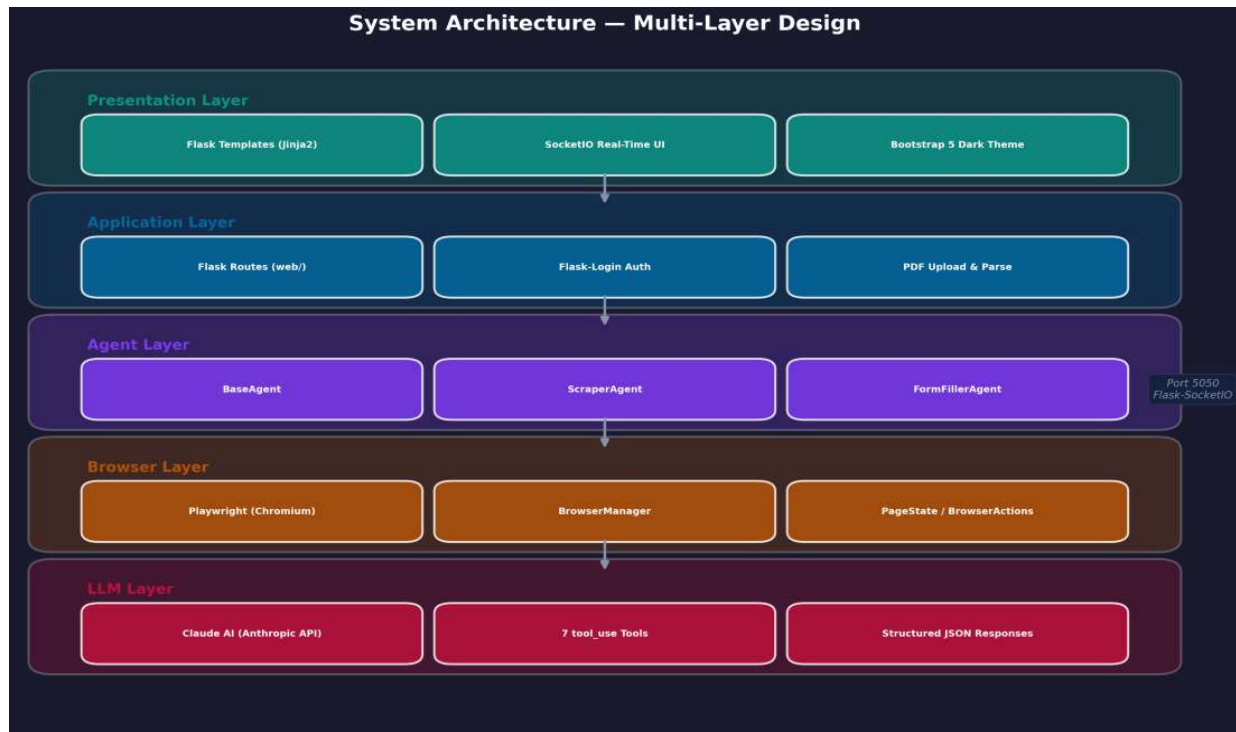 System Architecture — Multi-Layer Design
Presentation Layer
Flask Templates (Jinja2)
SocketIO Real-Time UI
Bootstrap 5 Dark Theme
Application Layer
Flask Routes (web/)
Flask-Login Auth
PDF Upload & Parse
Agent Layer
BaseAgent
ScraperAgent
FormFillerAgent
Port 5050
Flask-SocketIO
Browser Layer
Playwright (Chromium)
BrowserManager
PageState / BrowserActions
LLM Layer
Claude AI (Anthropic API)
7 tool_use Tools
Structured JSON Responses